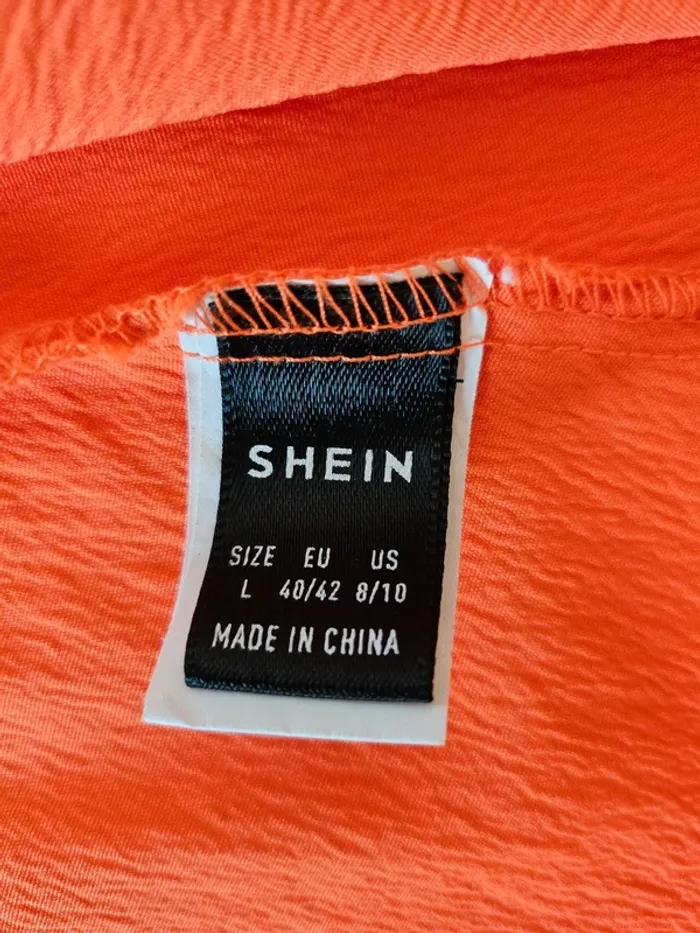 SHEIN
SIZE EU US
L 40/42 8/10
MADE IN CHINA